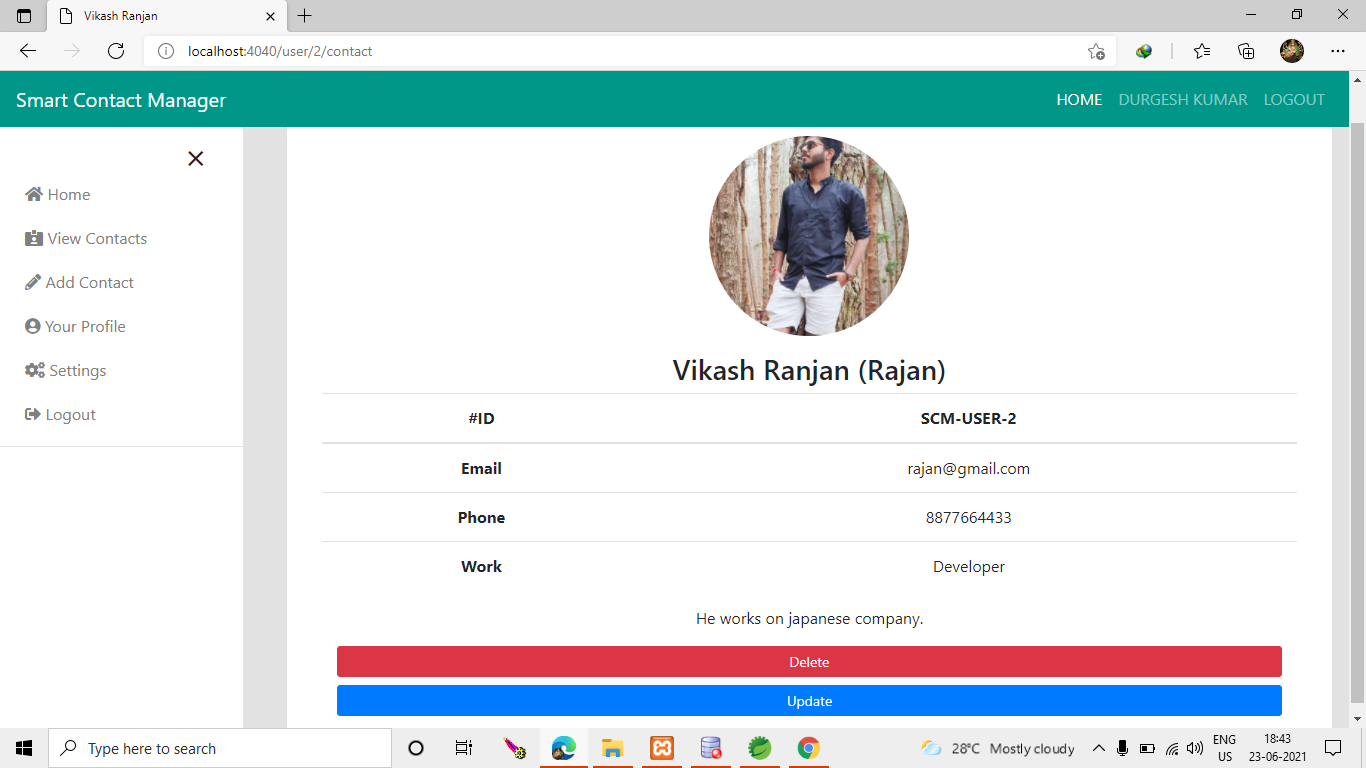 Vikash Ranjan
localhost:4040/user/2/contact
Smart Contact Manager
HOME DURGESH KUMAR LOGOUT
Home
View Contacts
Add Contact
Your Profile
Settings
Logout
Vikash Ranjan (Rajan)
#ID SCM-USER-2
Email rajan@gmail.com
Phone 8877664433
Work Developer
He works on japanese company.
Delete
Update
Type here to search
28°C Mostly cloudy
ENG
US
18:43
23-06-2021